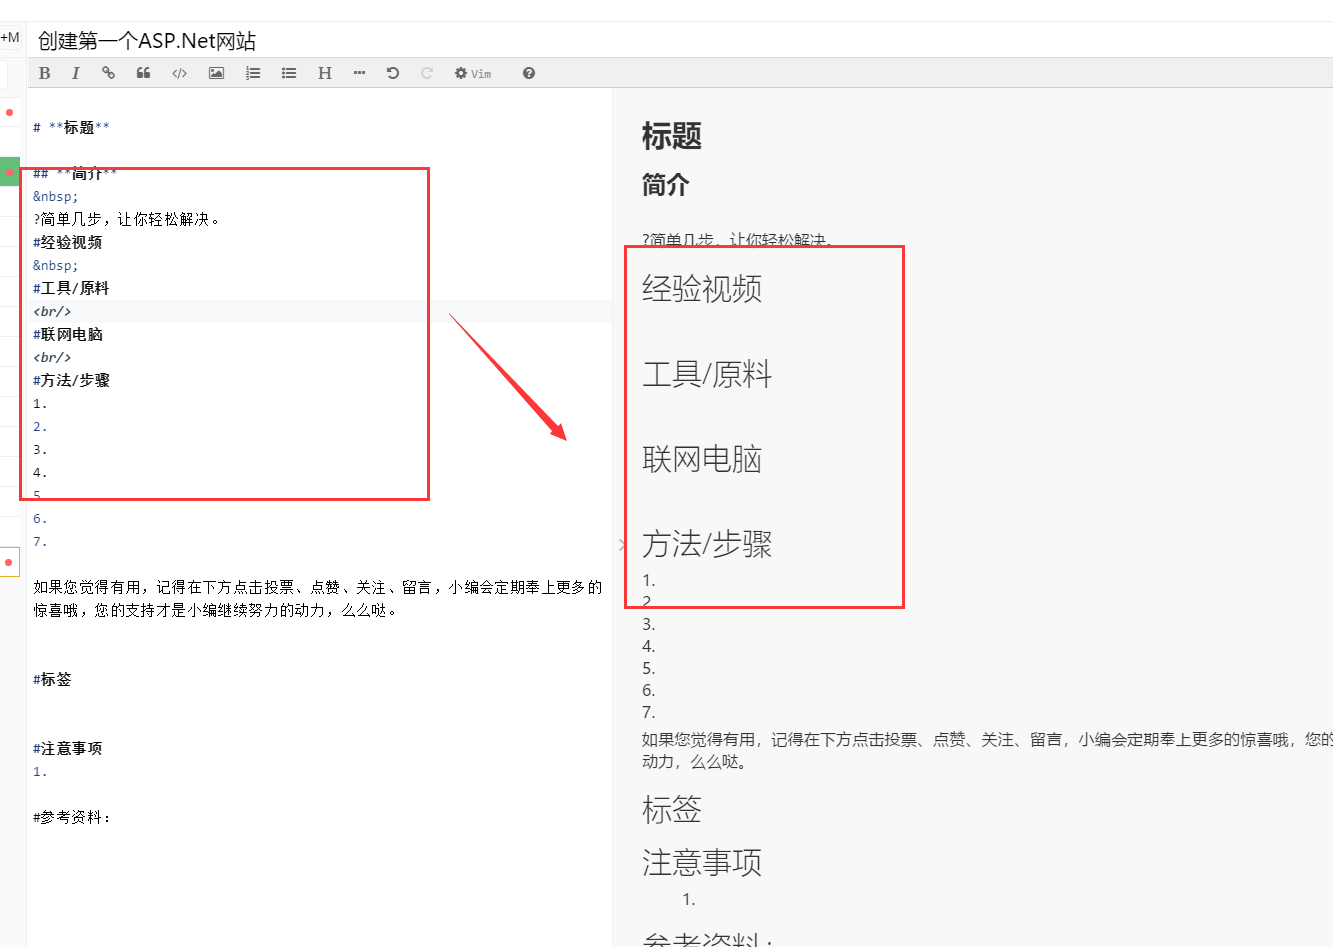 +M
创建第一个ASP.Net网站
B I H Vim
# **标题**
## **简介**
&nbsp;
?简单几步，让你轻松解决。
#经验视频
&nbsp;
#工具/原料
<br/>
#联网电脑
<br/>
#方法/步骤
1.
2.
3.
4.
5
6.
7.
如果您觉得有用，记得在下方点击投票、点赞、关注、留言，小编会定期奉上更多的
惊喜哦，您的支持才是小编继续努力的动力，么么哒。
#标签
#注意事项
1.
#参考资料：
标题
简介
?简单几步，让你轻松解决。
经验视频
工具/原料
联网电脑
方法/步骤
1.
2
3.
4.
5.
6.
7.
如果您觉得有用，记得在下方点击投票、点赞、关注、留言，小编会定期奉上更多的惊喜哦，您的
动力，么么哒。
标签
注意事项
1.
参考资料：